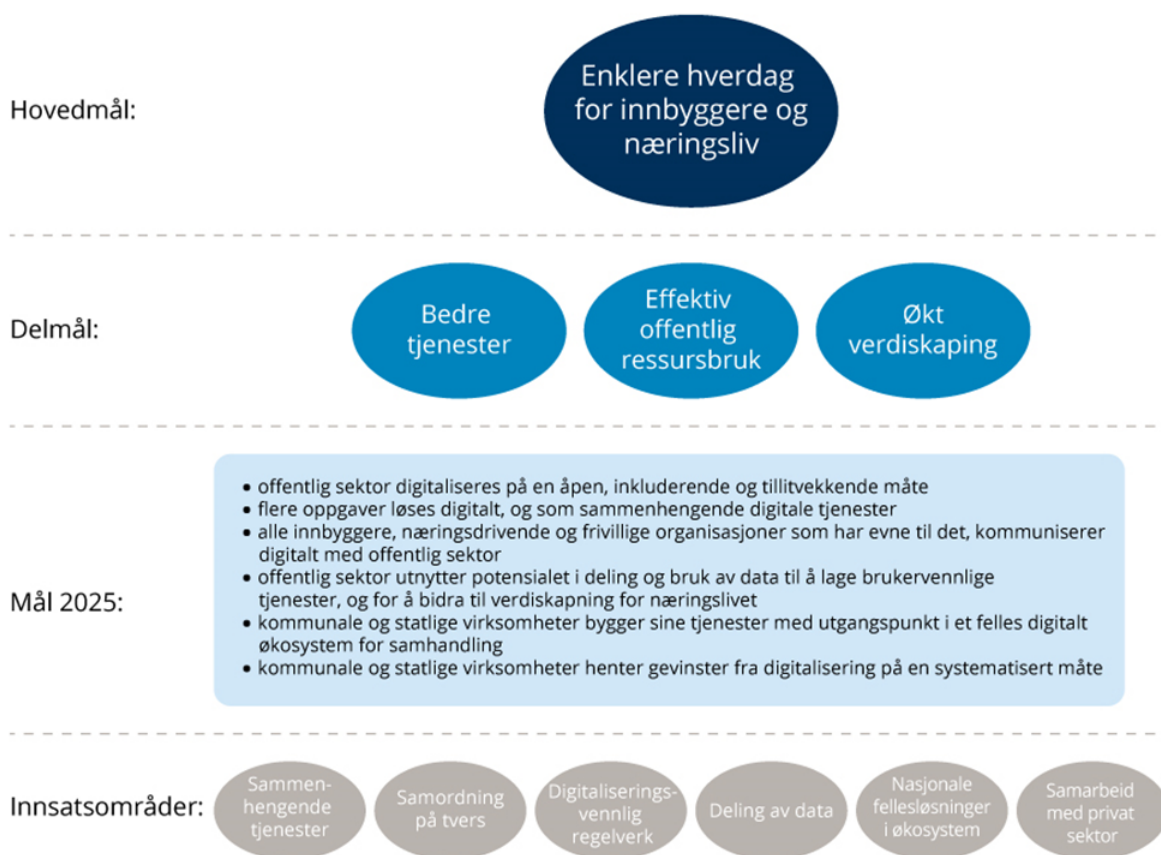 Hovedmål:
Enklere hverdag
for innbyggere og
næringsliv
Delmål:
Bedre
tjenester
Effektiv
offentlig
ressursbruk
Økt
verdiskaping
Mål 2025:
• offentlig sektor digitaliseres på en åpen, inkluderende og tillitvekkende måte
• flere oppgaver løses digitalt, og som sammenhengende digitale tjenester
• alle innbyggere, næringsdrivende og frivillige organisasjoner som har evne til det, kommuniserer
digitalt med offentlig sektor
• offentlig sektor utnytter potensialet i deling og bruk av data til å lage brukervennlige
tjenester, og for å bidra til verdiskapning for næringslivet
• kommunale og statlige virksomheter bygger sine tjenester med utgangspunkt i et felles digitalt
økosystem for samhandling
• kommunale og statlige virksomheter henter gevinster fra digitalisering på en systematisert måte
Innsatsområder:
Sammen-
hengende
tjenester
Samordning
på tvers
Digitaliserings-
vennlig
regelverk
Deling av data
Nasjonale
fellesløsninger
i økosystem
Samarbeid
med privat
sektor